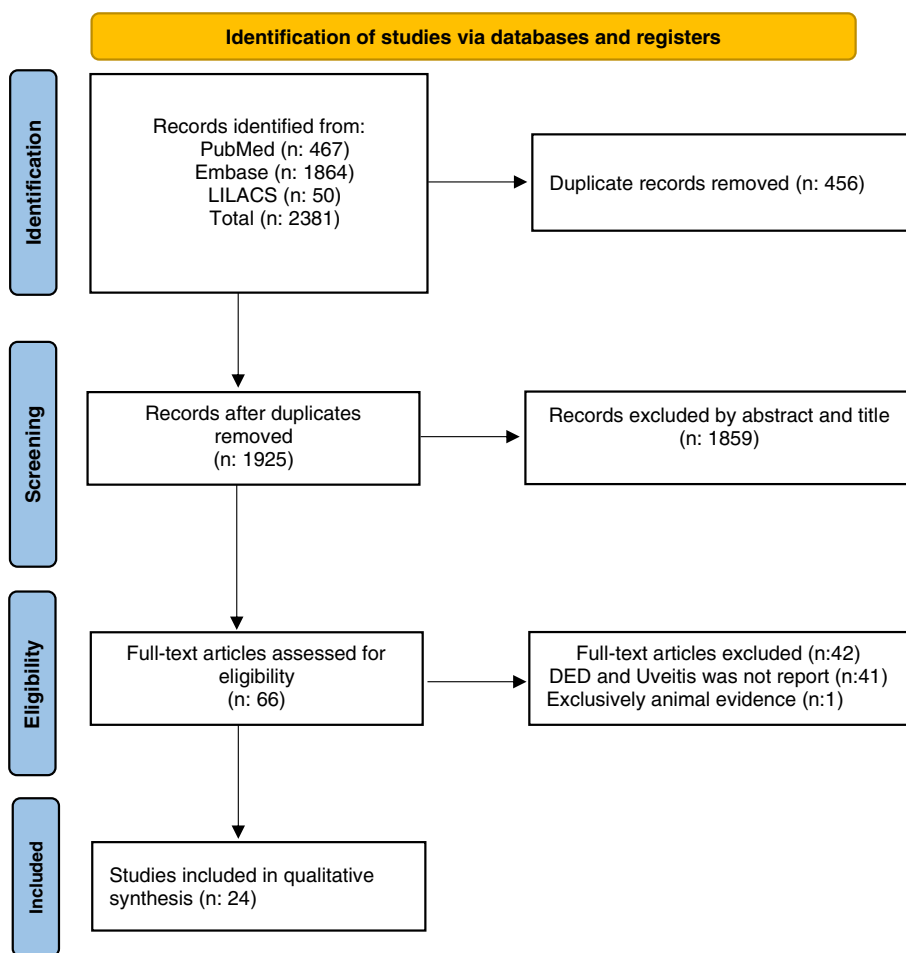 Identification of studies via databases and registers
Identification
Records identified from:
PubMed (n: 467)
Embase (n: 1864)
LILACS (n: 50)
Total (n: 2381)
Duplicate records removed (n: 456)
Screening
Records after duplicates
removed
(n: 1925)
Records excluded by abstract and title
(n: 1859)
Eligibility
Full-text articles assessed for
eligibility
(n: 66)
Full-text articles excluded (n:42)
DED and Uveitis was not report (n:41)
Exclusively animal evidence (n:1)
Included
Studies included in qualitative
synthesis (n: 24)